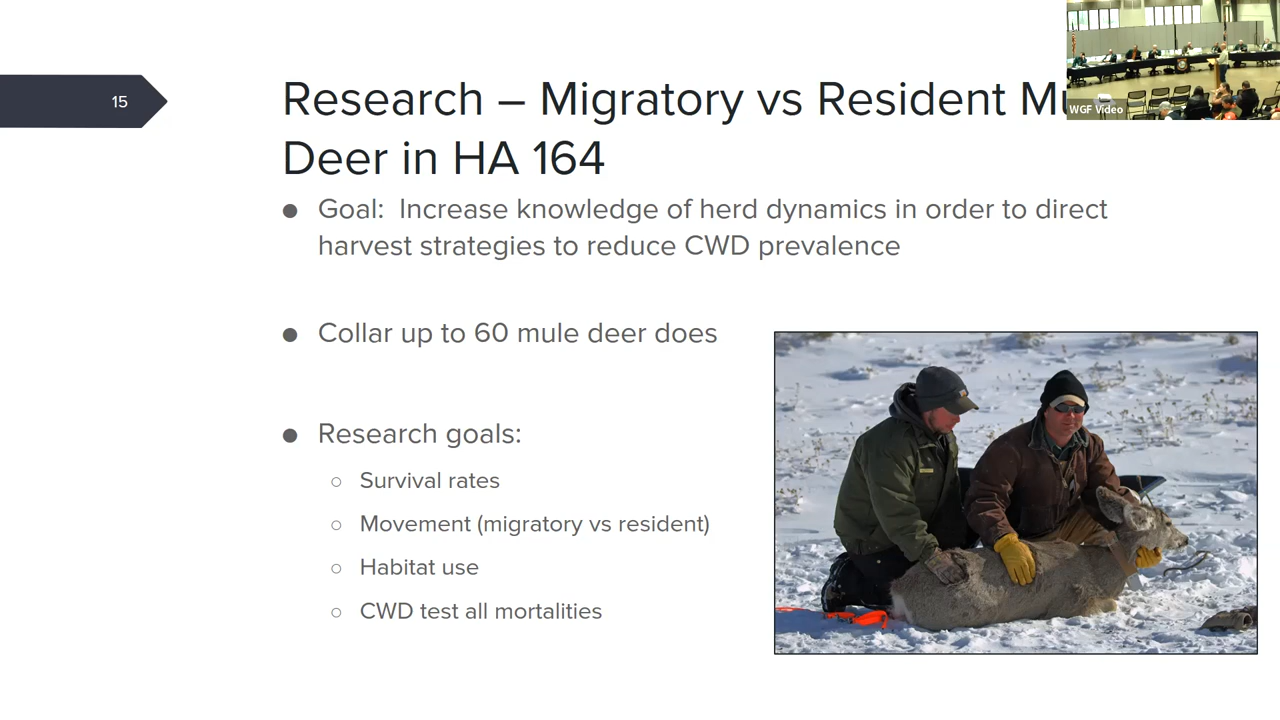 15
Research – Migratory vs Resident
Deer in HA 164
● Goal: Increase knowledge of herd dynamics in order to direct
harvest strategies to reduce CWD prevalence
● Collar up to 60 mule deer does
● Research goals:
○ Survival rates
○ Movement (migratory vs resident)
○ Habitat use
○ CWD test all mortalities
WGF Video